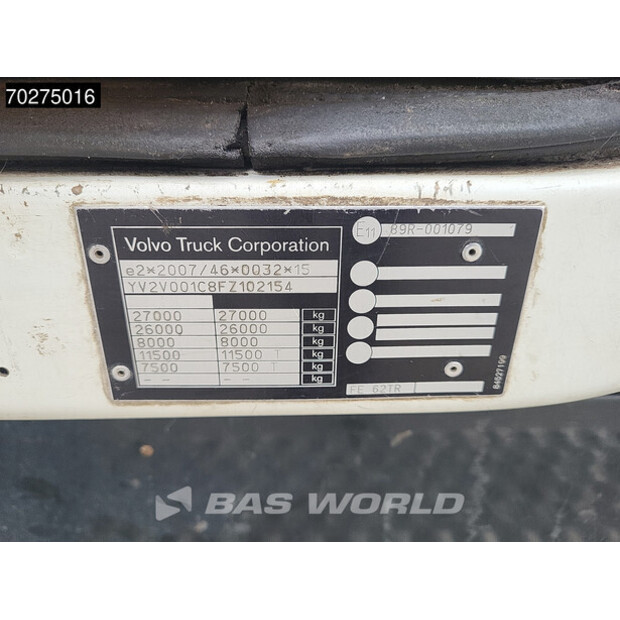 70275016
Volvo Truck Corporation
e2*2007/46*0032*15
YV2V001C8FZ102154
27000 27000 kg
26000 26000 kg
8000 8000 kg
11500 11500 T kg
7500 7500 T kg
-- -- kg
E11 89R-001079
FE 62TR
84627199
BAS WORLD